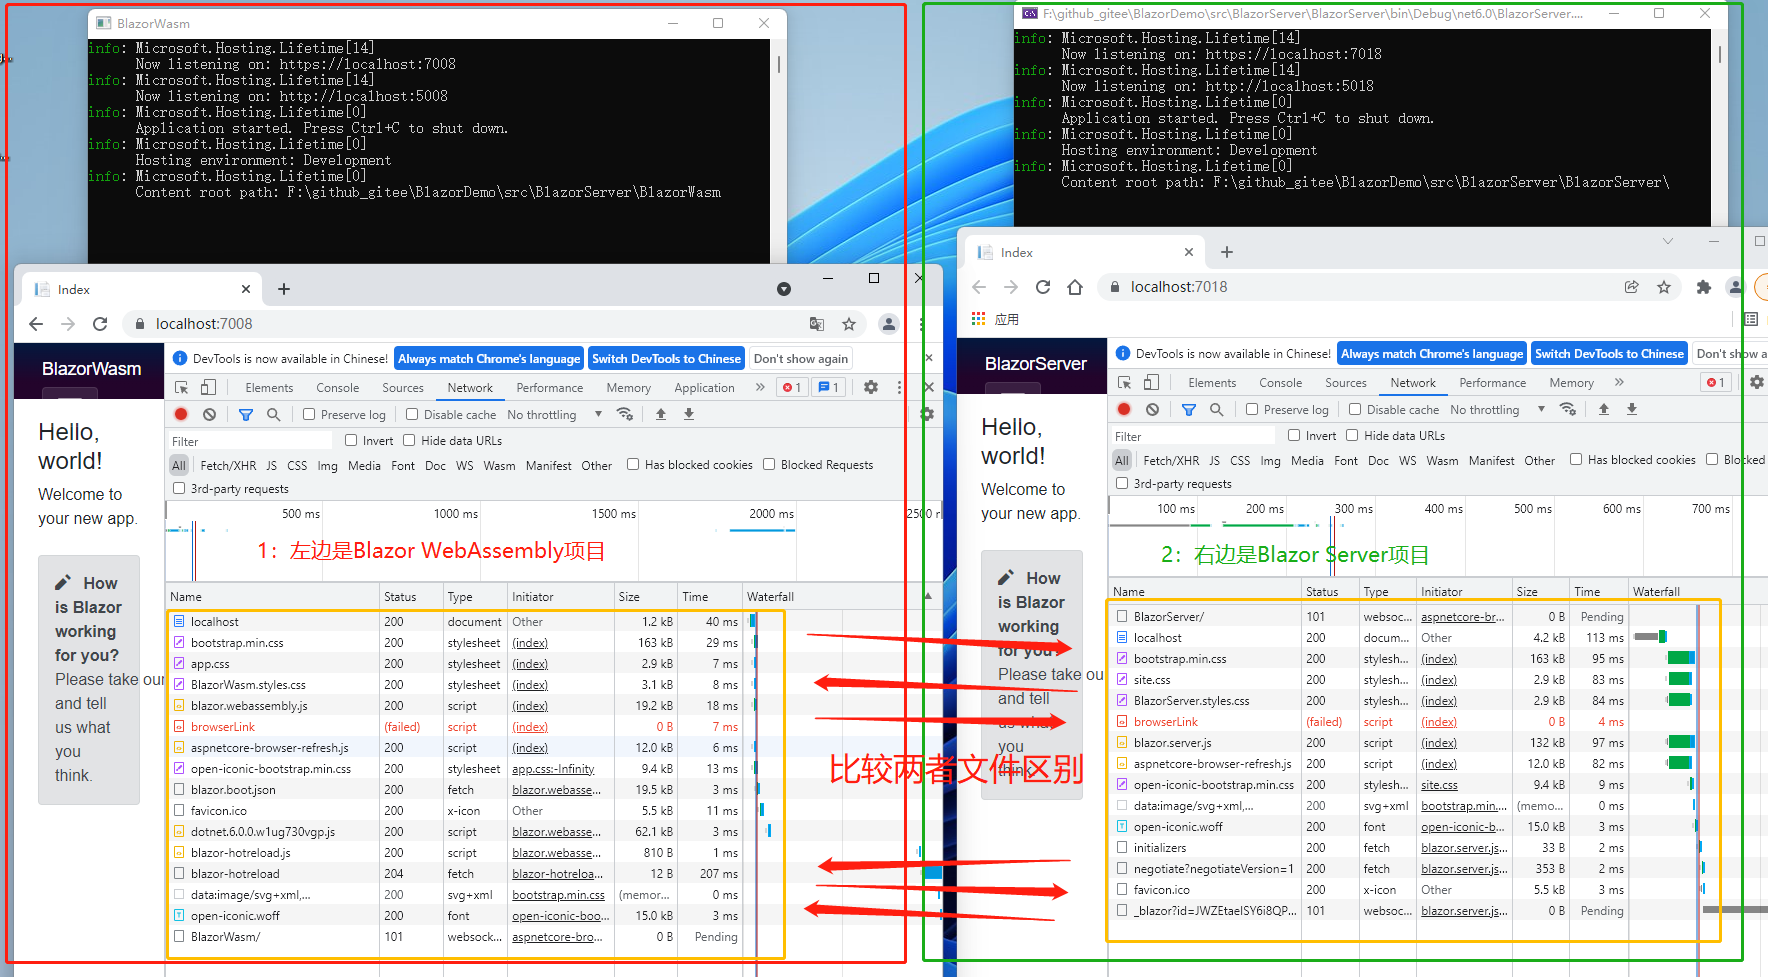 BlazorWasm
info: Microsoft.Hosting.Lifetime[14]
Now listening on: https://localhost:7008
info: Microsoft.Hosting.Lifetime[14]
Now listening on: http://localhost:5008
info: Microsoft.Hosting.Lifetime[0]
Application started. Press Ctrl+C to shut down.
info: Microsoft.Hosting.Lifetime[0]
Hosting environment: Development
info: Microsoft.Hosting.Lifetime[0]
Content root path: F:\github_gitee\BlazorDemo\src\BlazorServer\BlazorWasm
Index
localhost:7008
BlazorWasm
Hello,
world!
Welcome to
your new app.
How
is Blazor
working
for you?
Please take our
and tell
us what
you
think.
DevTools is now available in Chinese! Always match Chrome's language Switch DevTools to Chinese Don't show again
Elements Console Sources Network Performance Memory Application » 1 1
Preserve log Disable cache No throttling
Filter Invert Hide data URLs
All Fetch/XHR JS CSS Img Media Font Doc WS Wasm Manifest Other Has blocked cookies Blocked Requests
3rd-party requests
500 ms 1000 ms 1500 ms 2000 ms
1：左边是Blazor WebAssembly项目
Name Status Type Initiator Size Time Waterfall
localhost 200 document Other 1.2 kB 40 ms
bootstrap.min.css 200 stylesheet (index) 163 kB 29 ms
app.css 200 stylesheet (index) 2.9 kB 7 ms
BlazorWasm.styles.css 200 stylesheet (index) 3.1 kB 8 ms
blazor.webassembly.js 200 script (index) 19.2 kB 18 ms
browserLink (failed) script (index) 0 B 7 ms
aspnetcore-browser-refresh.js 200 script (index) 12.0 kB 6 ms
open-iconic-bootstrap.min.css 200 stylesheet app.css:-Infinity 9.4 kB 13 ms
blazor.boot.json 200 fetch blazor.webasse... 19.5 kB 3 ms
favicon.ico 200 x-icon Other 5.5 kB 11 ms
dotnet.6.0.0.w1ug730vgp.js 200 script blazor.webasse... 62.1 kB 3 ms
blazor-hotreload.js 200 script blazor.webasse... 810 B 1 ms
blazor-hotreload 204 fetch blazor-hotreloa... 12 B 207 ms
data:image/svg+xml,... 200 svg+xml bootstrap.min.css (memor... 0 ms
open-iconic.woff 200 font open-iconic-boo... 15.0 kB 3 ms
BlazorWasm/ 101 websock... aspnetcore-bro... 0 B Pending
比较两者文件区别
F:\github_gitee\BlazorDemo\src\BlazorServer\BlazorServer\bin\Debug\net6.0\BlazorServer....
info: Microsoft.Hosting.Lifetime[14]
Now listening on: https://localhost:7018
info: Microsoft.Hosting.Lifetime[14]
Now listening on: http://localhost:5018
info: Microsoft.Hosting.Lifetime[0]
Application started. Press Ctrl+C to shut down.
info: Microsoft.Hosting.Lifetime[0]
Hosting environment: Development
info: Microsoft.Hosting.Lifetime[0]
Content root path: F:\github_gitee\BlazorDemo\src\BlazorServer\BlazorServer\
Index
localhost:7018
应用
BlazorServer
Hello,
world!
Welcome to
your new app.
How
is Blazor
working
for you?
Please take our
and tell
us what
you
think.
DevTools is now available in Chinese! Always match Chrome's language Switch DevTools to Chinese Don't show a
Elements Console Sources Network Performance Memory » 1
Preserve log Disable cache No throttling
Filter Invert Hide data URLs
All Fetch/XHR JS CSS Img Media Font Doc WS Wasm Manifest Other Has blocked cookies Blocked
3rd-party requests
100 ms 200 ms 300 ms 400 ms 500 ms 600 ms 700 ms
2：右边是Blazor Server项目
Name Status Type Initiator Size Time Waterfall
BlazorServer/ 101 websoc... aspnetcore-br... 0 B Pending
localhost 200 docum... Other 4.2 kB 113 ms
bootstrap.min.css 200 stylesh... (index) 163 kB 95 ms
site.css 200 stylesh... (index) 2.9 kB 83 ms
BlazorServer.styles.css 200 stylesh... (index) 2.9 kB 84 ms
browserLink (failed) script (index) 0 B 4 ms
blazor.server.js 200 script (index) 132 kB 97 ms
aspnetcore-browser-refresh.js 200 script (index) 12.0 kB 82 ms
open-iconic-bootstrap.min.css 200 stylesh... site.css 9.4 kB 9 ms
data:image/svg+xml,... 200 svg+xml bootstrap.min.... (memo... 0 ms
open-iconic.woff 200 font open-iconic-b... 15.0 kB 3 ms
initializers 200 fetch blazor.server.js... 33 B 2 ms
negotiate?negotiateVersion=1 200 fetch blazor.server.js... 353 B 2 ms
favicon.ico 200 x-icon Other 5.5 kB 3 ms
_blazor?id=JWZEtaelSY6i8QP... 101 websoc... blazor.server.js... 0 B Pending